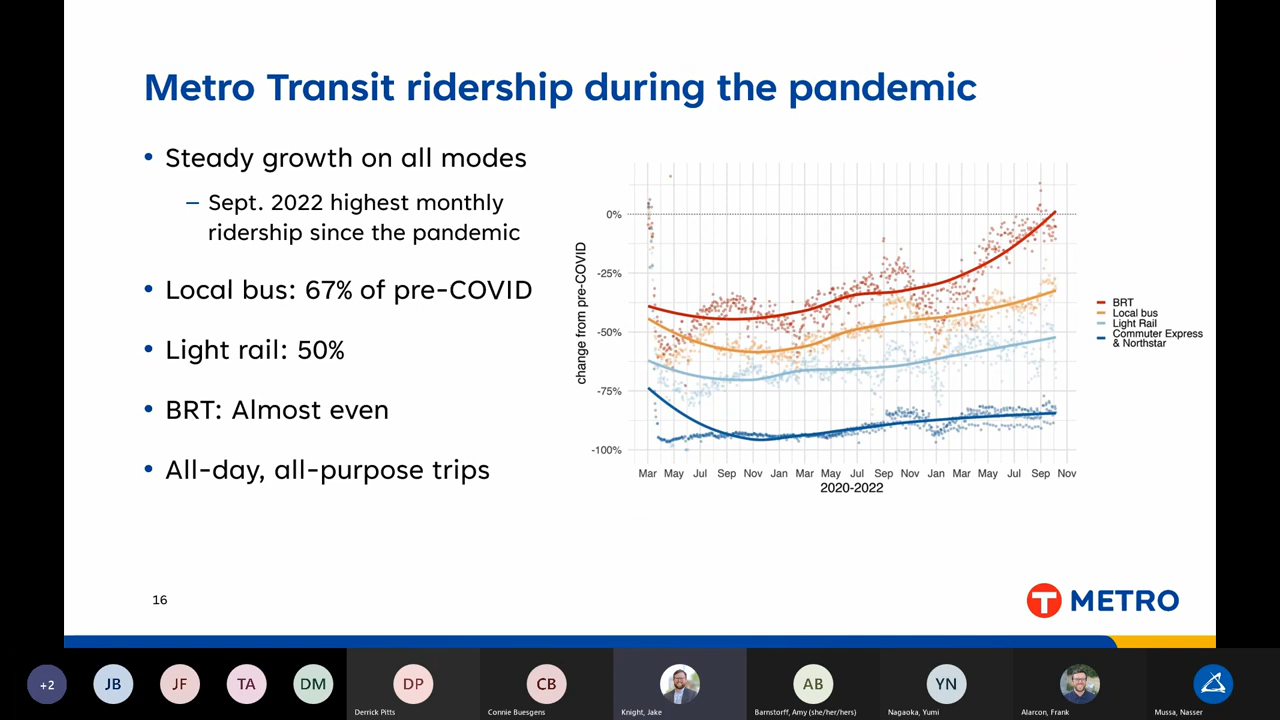 Metro Transit ridership during the pandemic
• Steady growth on all modes
– Sept. 2022 highest monthly
ridership since the pandemic
• Local bus: 67% of pre-COVID
• Light rail: 50%
• BRT: Almost even
• All-day, all-purpose trips
change from pre-COVID
0%
-25%
-50%
-75%
-100%
Mar May Jul Sep Nov Jan Mar May Jul Sep Nov Jan Mar May Jul Sep Nov
2020-2022
BRT
Local bus
Light Rail
Commuter Express
& Northstar
16
T METRO
+2 JB JF TA DM DP CB AB YN
Derrick Pitts Connie Buesgens Knight, Jake Barnstorff, Amy (she/her/hers) Nagaoka, Yumi Alarcon, Frank Mussa, Nasser